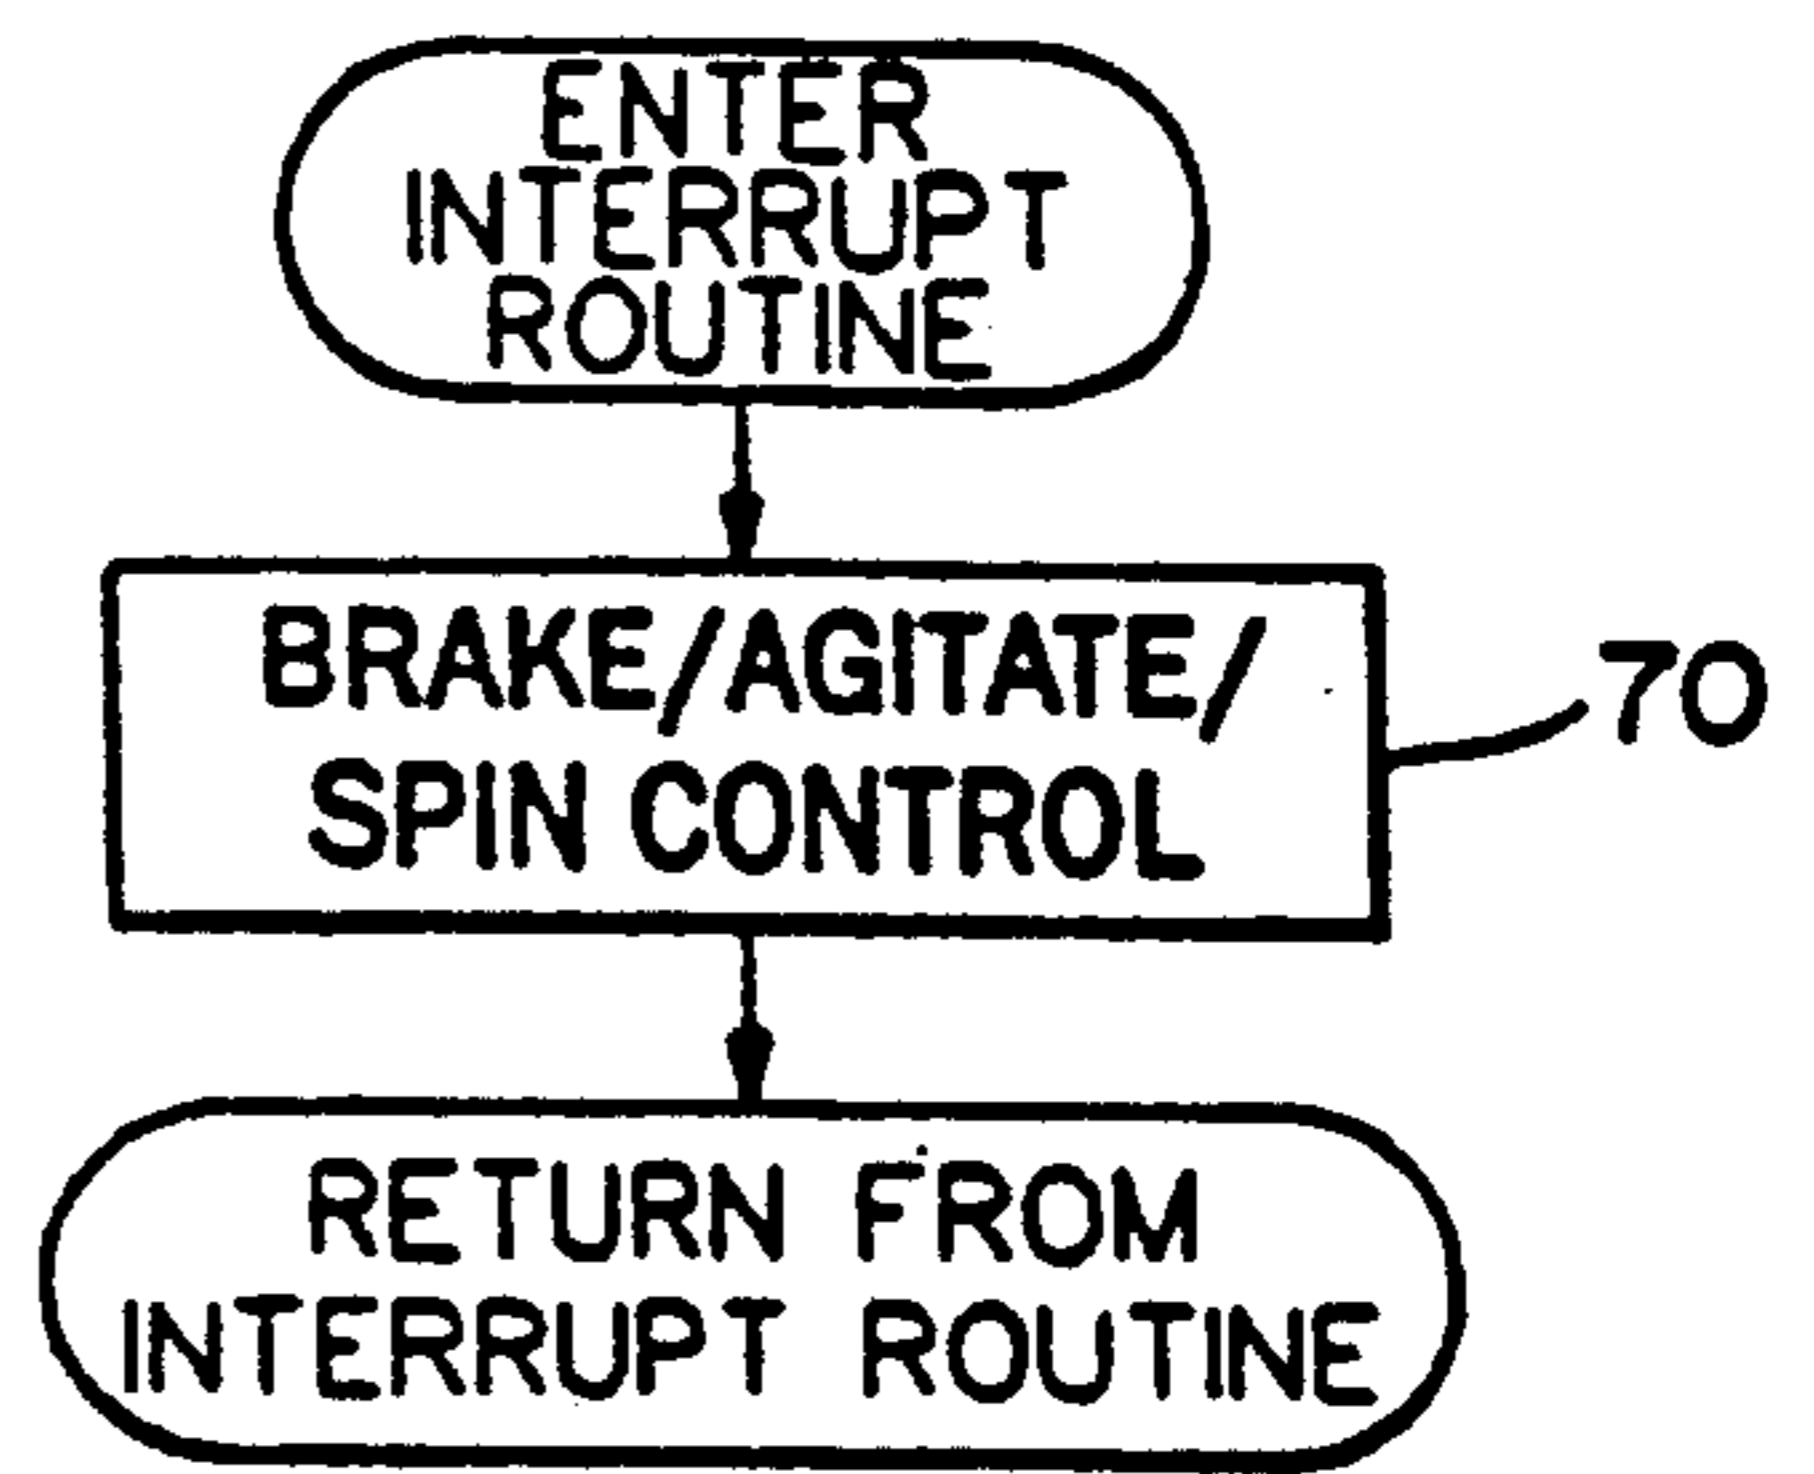 ENTER
INTERRUPT
ROUTINE
BRAKE/AGITATE/
SPIN CONTROL
70
RETURN FROM
INTERRUPT ROUTINE